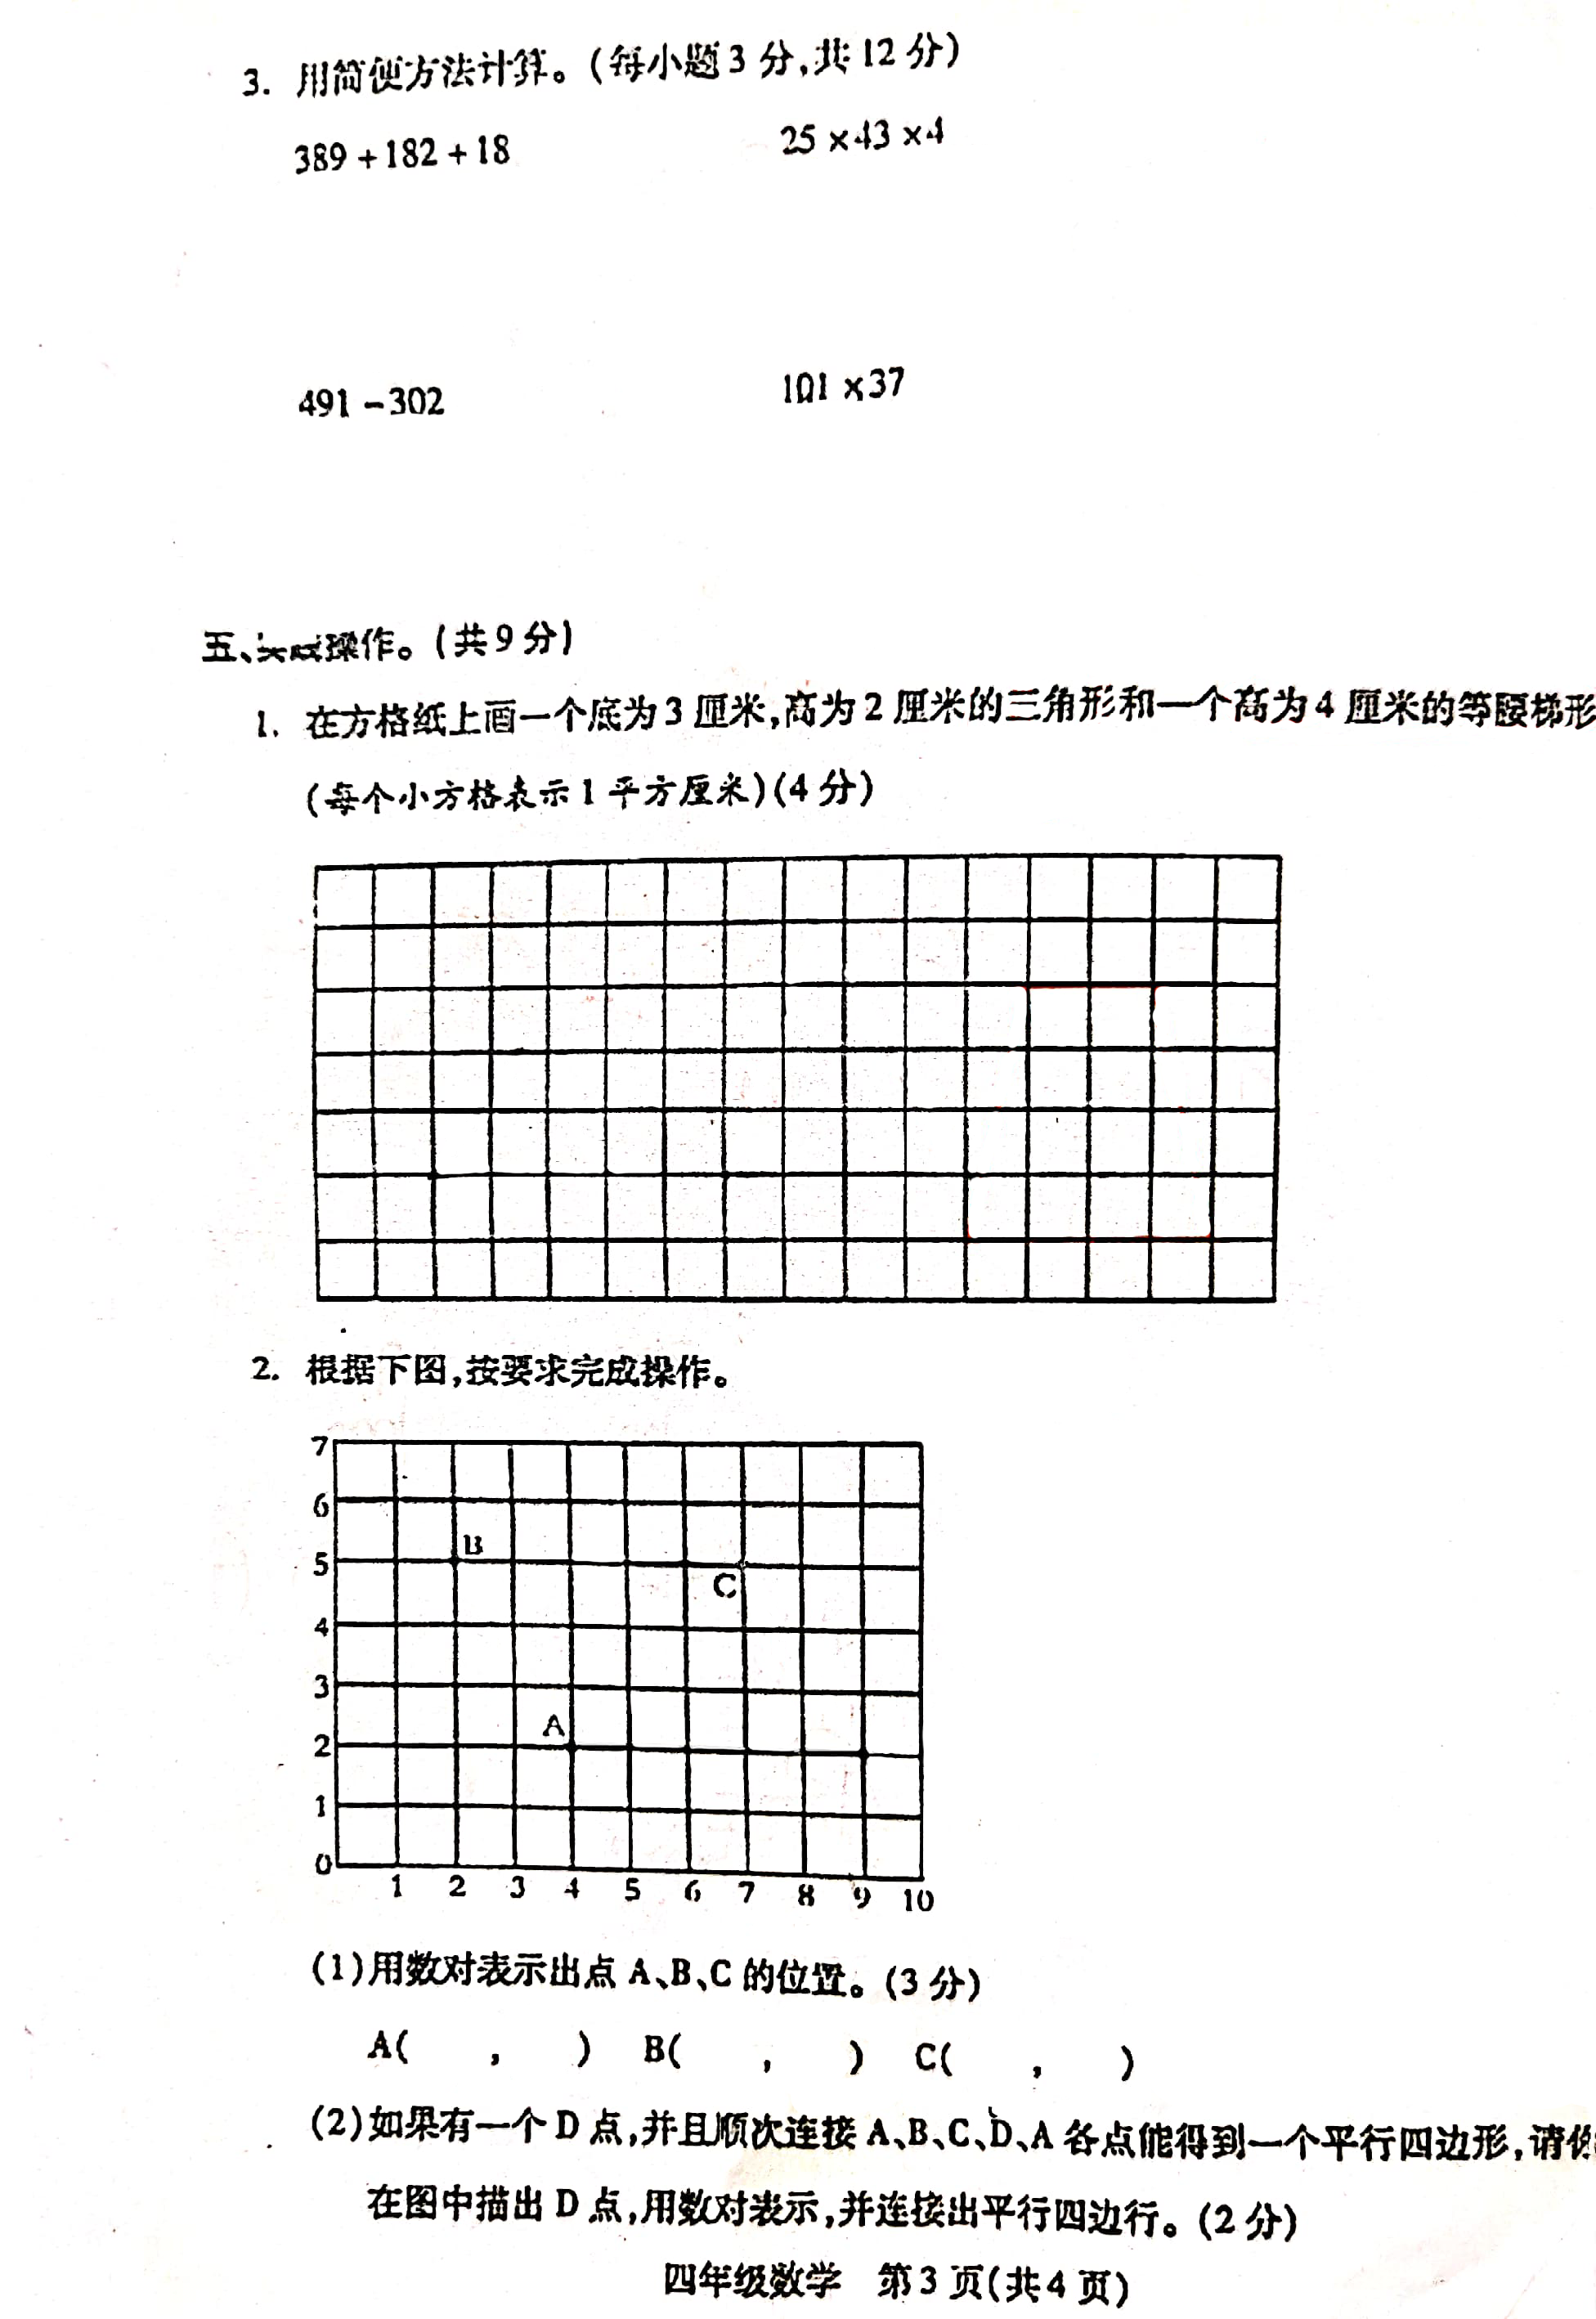 3. 用简便方法计算。(每小题3分,共12分)
389+182+18 25×43×4
491-302 101×37
五、操作。(共9分)
1. 在方格纸上画一个底为3厘米,高为2厘米的三角形和一个高为4厘米的等腰梯形
(每个小方格表示1平方厘米)(4分)
2. 根据下图,按要求完成操作。
7
6
B
5
C
4
3
A
2
1
0
1 2 3 4 5 6 7 8 9 10
(1)用数对表示出点A、B、C的位置。(3分)
A( , ) B( , ) C( , )
(2)如果有一个D点,并且顺次连接A、B、C、D、A各点能得到一个平行四边形,请你
在图中描出D点,用数对表示,并连接出平行四边行。(2分)
四年级数学 第3页(共4页)